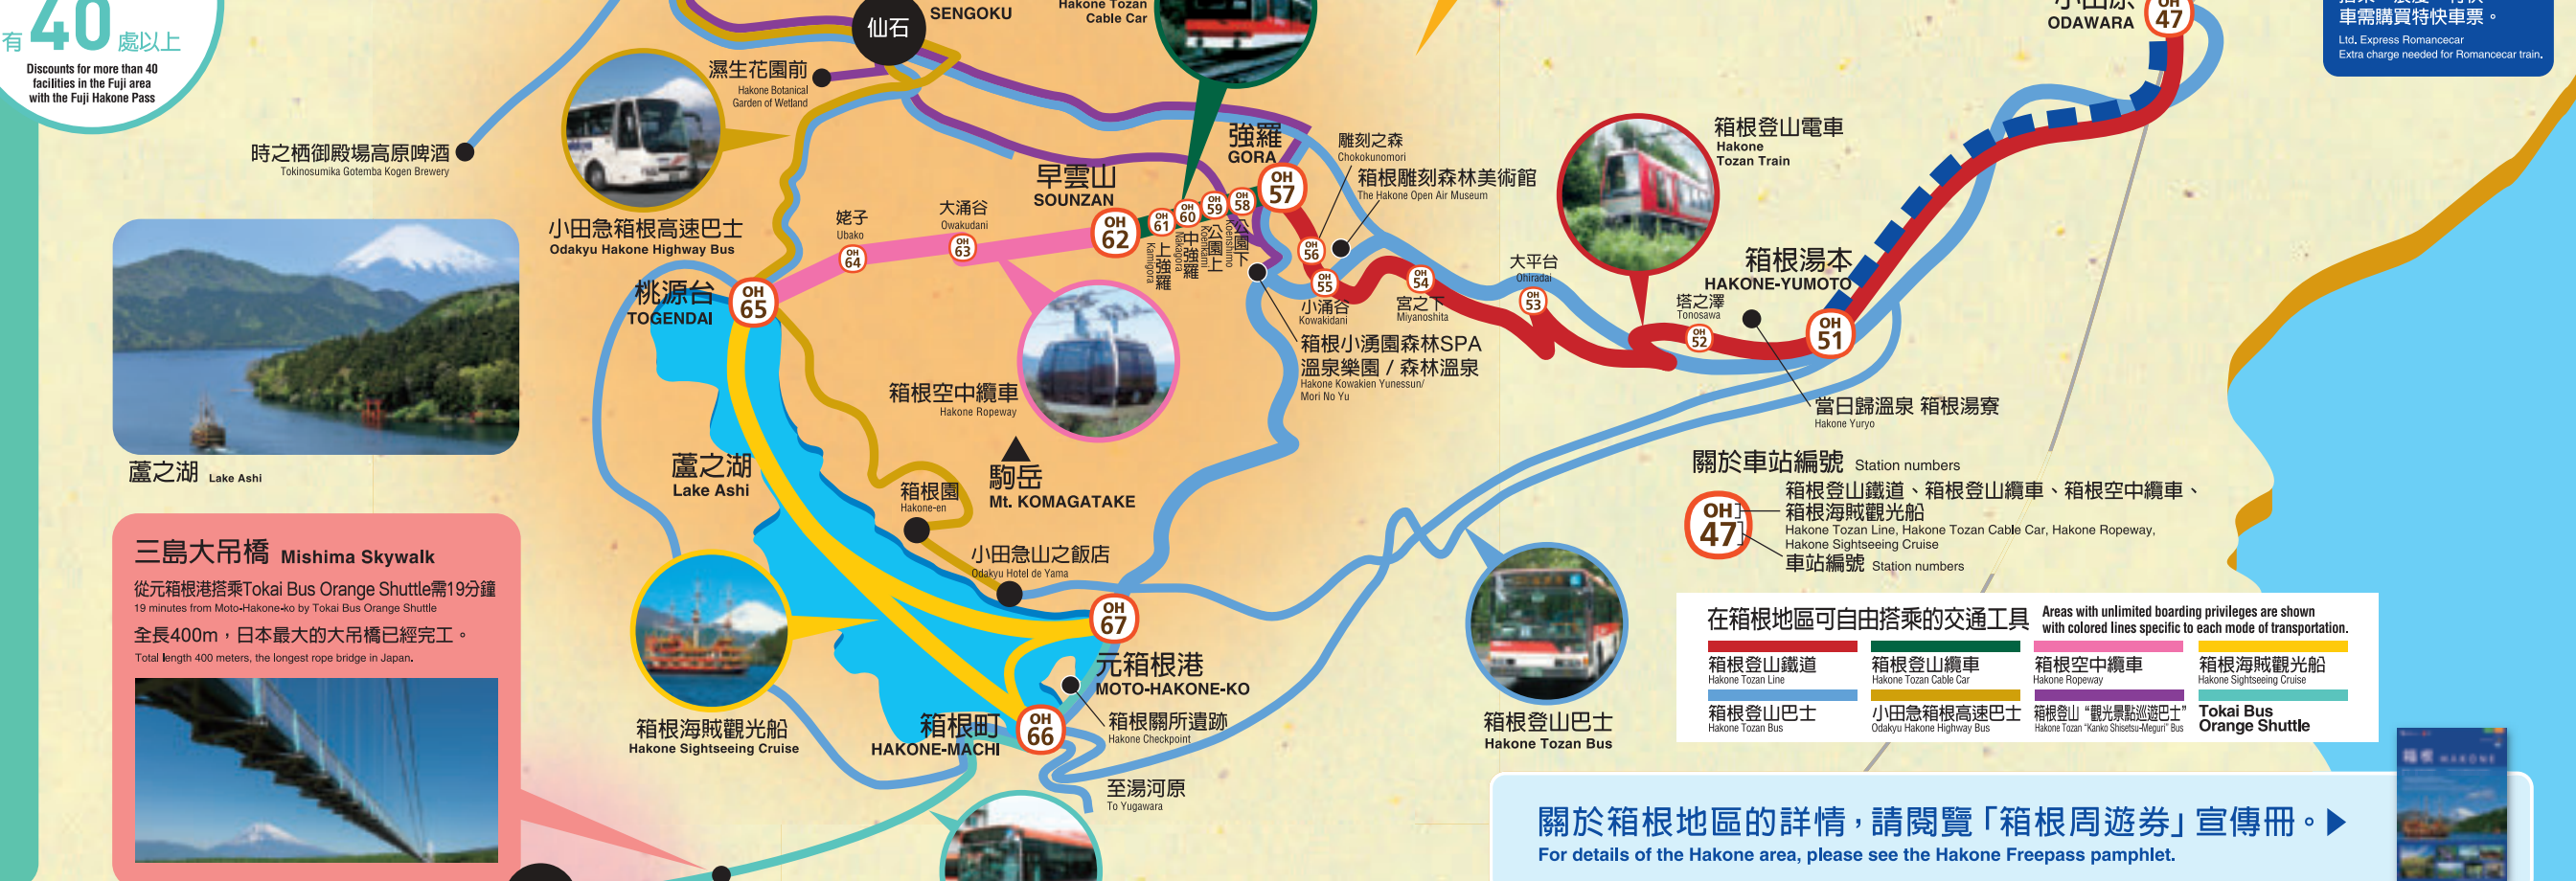 有40處以上
Discounts for more than 40
facilities in the Fuji area
with the Fuji Hakone Pass
仙石
SENGOKU
Hakone Tozan
Cable Car
小田原
ODAWARA
OH
47
車需購買特快車票。
Ltd. Express Romancecar
Extra charge needed for Romancecar train.
濕生花園前
Hakone Botanical
Garden of Wetland
時之栖御殿場高原啤酒
Tokinosumika Gotemba Kogen Brewery
小田急箱根高速巴士
Odakyu Hakone Highway Bus
強羅
GORA
OH
57
雕刻之森
Chokokunomori
箱根雕刻森林美術館
The Hakone Open Air Museum
箱根登山電車
Hakone
Tozan Train
早雲山
SOUNZAN
OH
62
OH
61
上強羅
Kamigora
OH
60
中強羅
Nakagora
OH
59
公園上
Koenkami
OH
58
公園下
Koenshimo
姥子
Ubako
OH
64
大涌谷
Owakudani
OH
63
桃源台
TOGENDAI
OH
65
OH
56
OH
55
小涌谷
Kowakidani
OH
54
宮之下
Miyanoshita
大平台
Ohiradai
OH
53
塔之澤
Tonosawa
OH
52
箱根湯本
HAKONE-YUMOTO
OH
51
箱根小湧園森林SPA
溫泉樂園 / 森林溫泉
Hakone Kowakien Yunessun/
Mori No Yu
當日歸溫泉 箱根湯寮
Hakone Yuryo
箱根空中纜車
Hakone Ropeway
駒岳
Mt. KOMAGATAKE
蘆之湖
Lake Ashi
蘆之湖 Lake Ashi
箱根園
Hakone-en
小田急山之飯店
Odakyu Hotel de Yama
三島大吊橋 Mishima Skywalk
從元箱根港搭乘Tokai Bus Orange Shuttle需19分鐘
19 minutes from Moto-Hakone-ko by Tokai Bus Orange Shuttle
全長400m，日本最大的大吊橋已經完工。
Total length 400 meters, the longest rope bridge in Japan.
箱根海賊觀光船
Hakone Sightseeing Cruise
OH
67
元箱根港
MOTO-HAKONE-KO
箱根關所遺跡
Hakone Checkpoint
箱根町
HAKONE-MACHI
OH
66
至湯河原
To Yugawara
箱根登山巴士
Hakone Tozan Bus
關於車站編號 Station numbers
OH
47
箱根登山鐵道、箱根登山纜車、箱根空中纜車、
箱根海賊觀光船
Hakone Tozan Line, Hakone Tozan Cable Car, Hakone Ropeway,
Hakone Sightseeing Cruise
車站編號 Station numbers
在箱根地區可自由搭乘的交通工具
Areas with unlimited boarding privileges are shown
with colored lines specific to each mode of transportation.
箱根登山鐵道
Hakone Tozan Line
箱根登山纜車
Hakone Tozan Cable Car
箱根空中纜車
Hakone Ropeway
箱根海賊觀光船
Hakone Sightseeing Cruise
箱根登山巴士
Hakone Tozan Bus
小田急箱根高速巴士
Odakyu Hakone Highway Bus
箱根登山“觀光景點巡遊巴士”
Hakone Tozan “Kanko Shisetsu-Meguri” Bus
Tokai Bus
Orange Shuttle
關於箱根地區的詳情，請閱覽「箱根周遊券」宣傳冊。▶
For details of the Hakone area, please see the Hakone Freepass pamphlet.
箱根 HAKONE